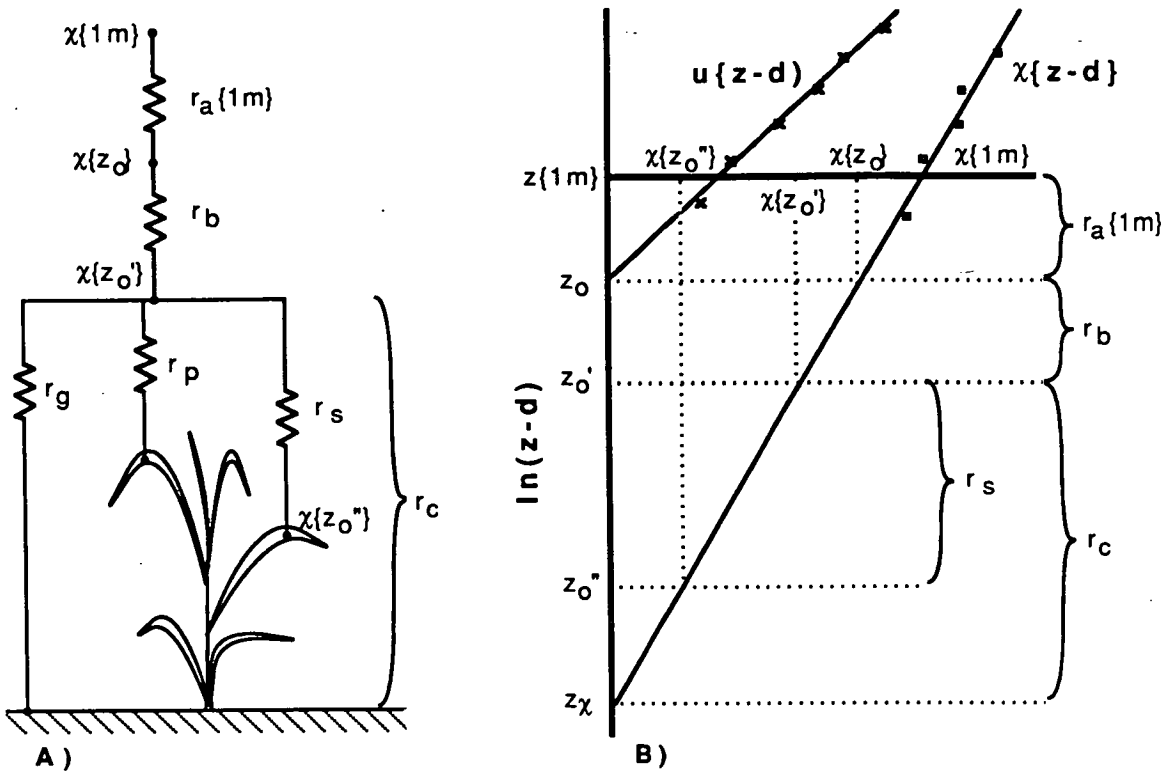 χ{1m}
r_a{1m}
χ{z_o}
r_b
χ{z_o'}
r_g
r_p
r_s
χ{z_o"}
r_c
A)
u{z-d)
χ{z-d}
z{1m}
χ{z_o"}
χ{z_o}
χ{1m}
χ{z_o'}
r_a{1m}
z_o
r_b
z_o'
ln(z-d)
r_s
r_c
z_o"
z_χ
B)